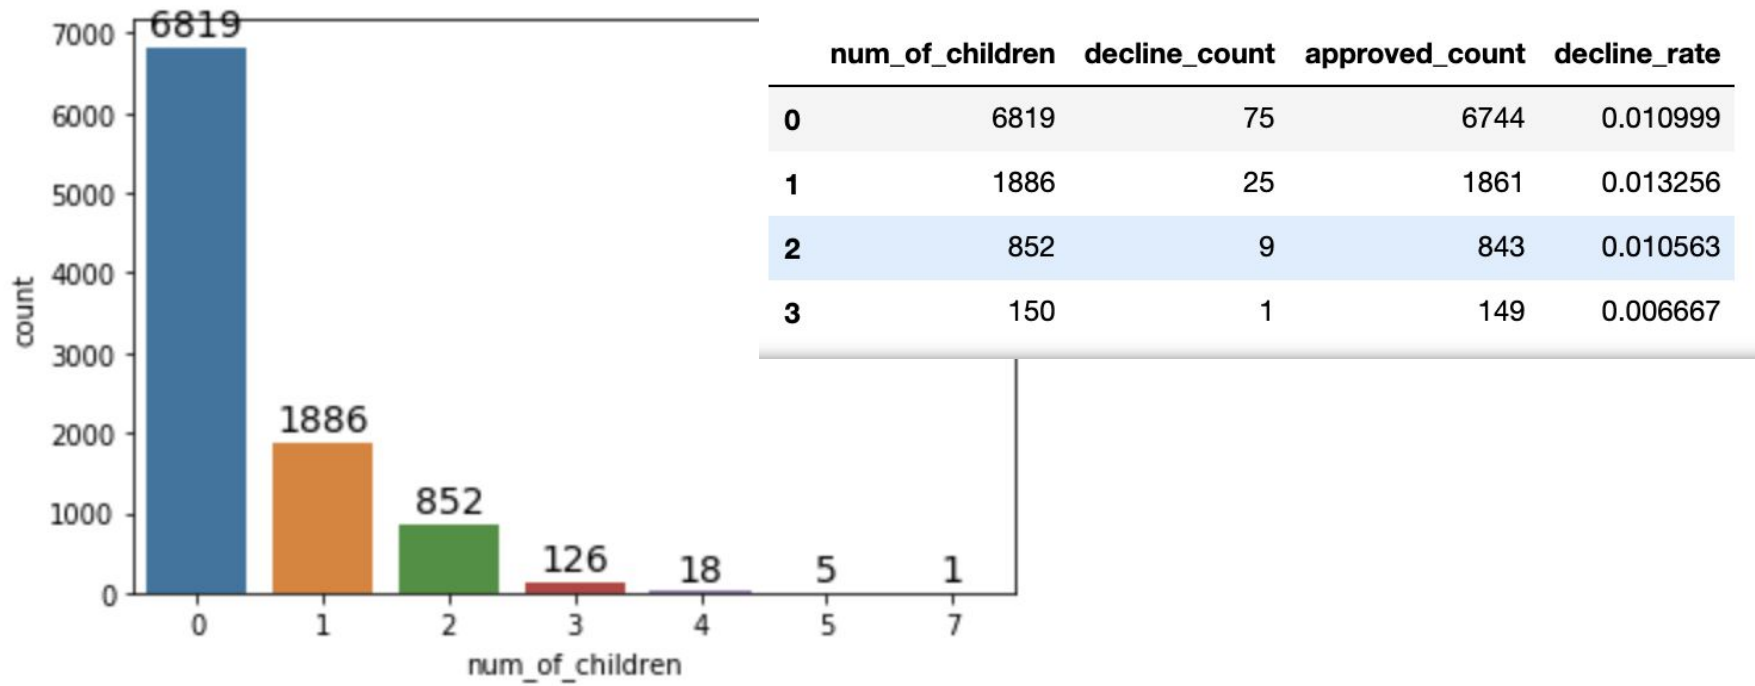 6819
7000
6000
5000
4000
3000
2000
1000
0
count
1886
852
126
18
5
1
0 1 2 3 4 5 7
num_of_children
num_of_children decline_count approved_count decline_rate
0 6819 75 6744 0.010999
1 1886 25 1861 0.013256
2 852 9 843 0.010563
3 150 1 149 0.006667